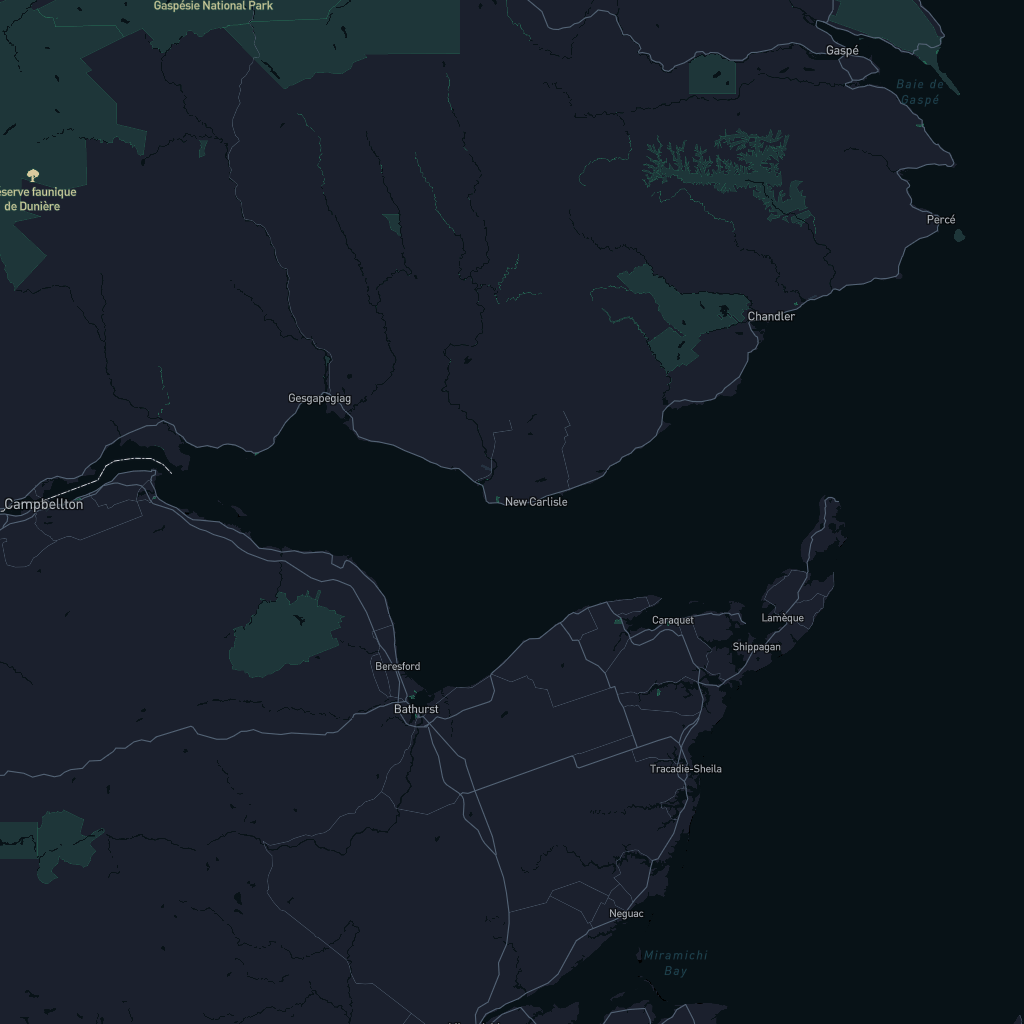 Gaspésie National Park
Gaspé
Baie de
Gaspé
faunique
de Dunière
Percé
Chandler
Gesgapegiag
Campbellton
New Carlisle
Caraquet
Lamèque
Shippagan
Beresford
Bathurst
Tracadie-Sheila
Neguac
Miramichi
Bay